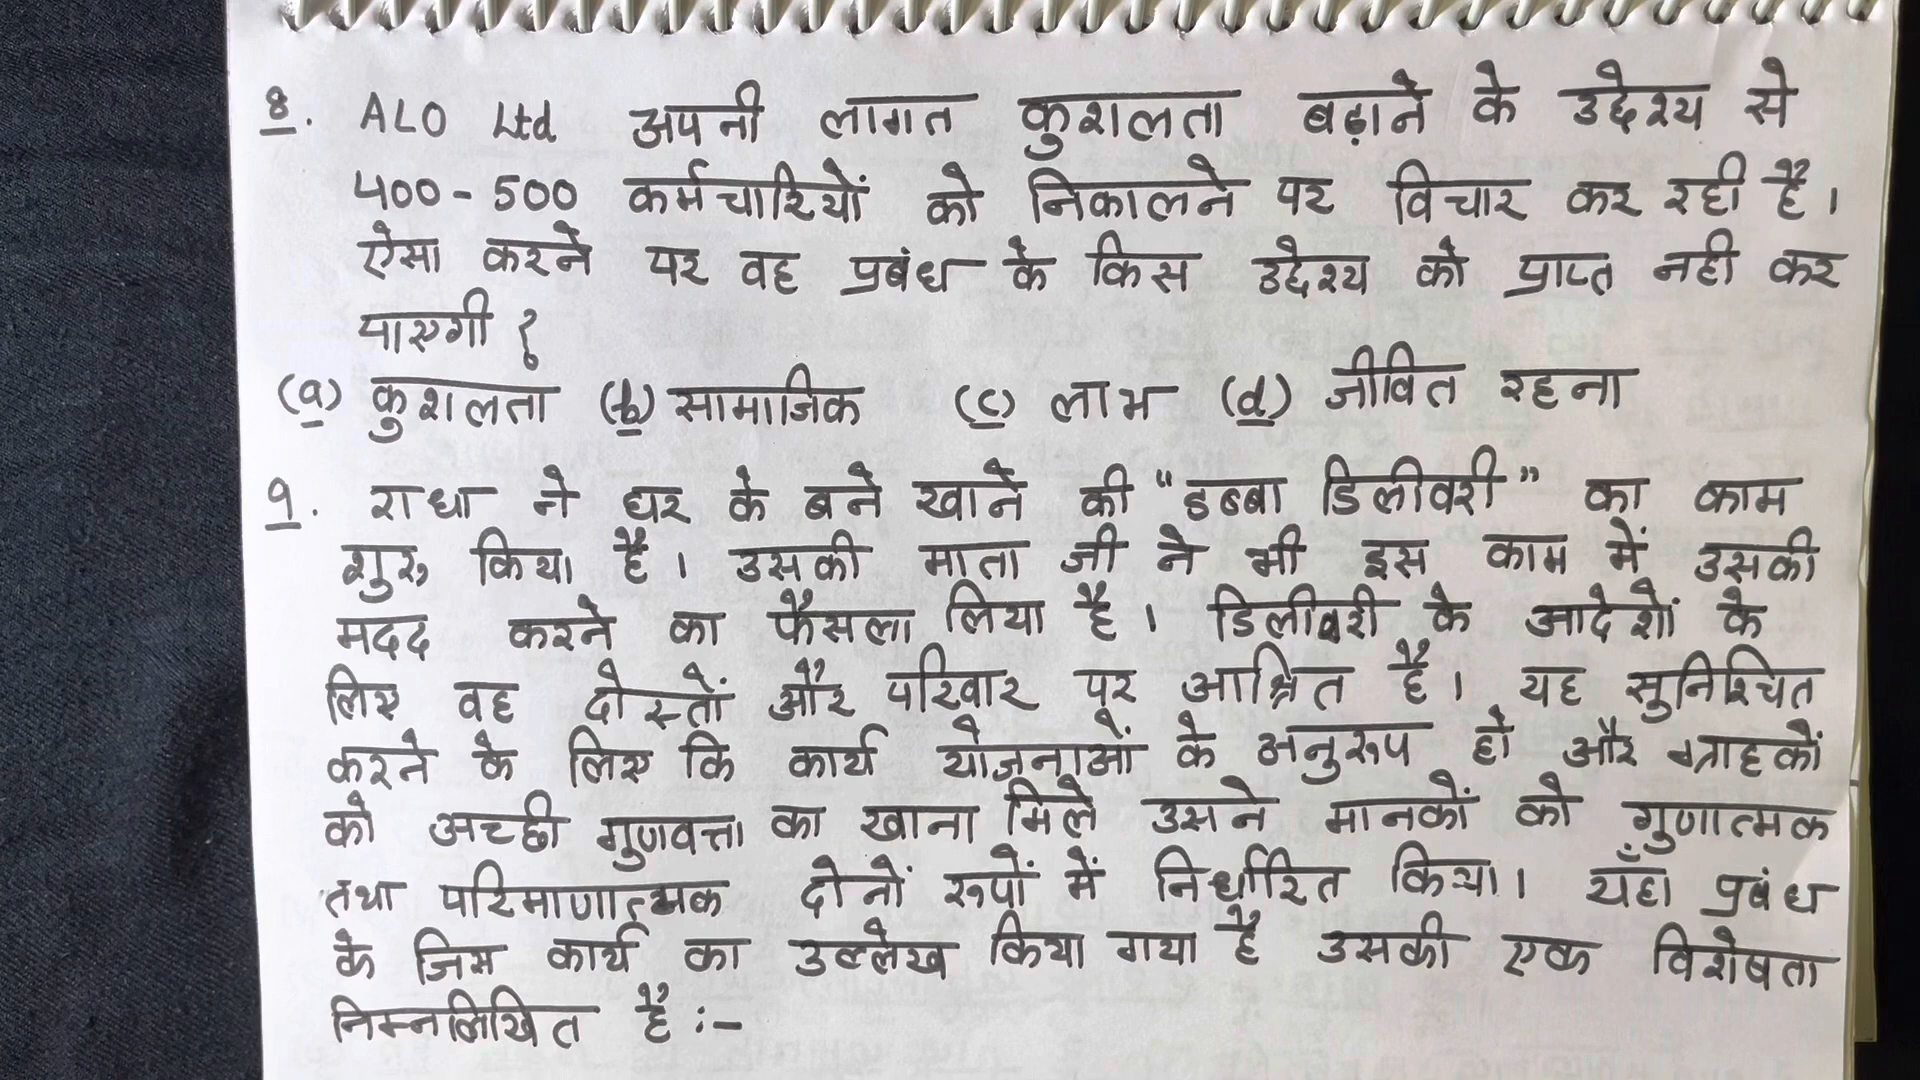 8. ALO Ltd अपनी लागत कुशलता बढ़ाने के उद्देश्य से
400-500 कर्मचारियों को निकालने पर विचार कर रही है।
ऐसा करने पर वह प्रबंध के किस उद्देश्य को प्राप्त नही कर
पाएगी ?
(a) कुशलता (b) सामाजिक (c) लाभ (d) जीवित रहना
9. राधा ने घर के बने खाने की "डब्बा डिलीवरी" का काम
शुरु किया है। उसकी माता जी ने भी इस काम में उसकी
मदद करने का फैसला लिया है। डिलीवरी के आदेशों के
लिए वह दोस्तों और परिवार पर आश्रित है। यह सुनिश्चित
करने के लिए कि कार्य योजनाओं के अनुरूप हो और ग्राहकों
को अच्छी गुणवत्ता का खाना मिले उसने मानकों को गुणात्मक
तथा परिमाणात्मक दोनों रूपों में निर्धारित किया। यहाँ प्रबंध
के जिस कार्य का उल्लेख किया गया है उसकी एक विशेषता
निम्नलिखित है :-